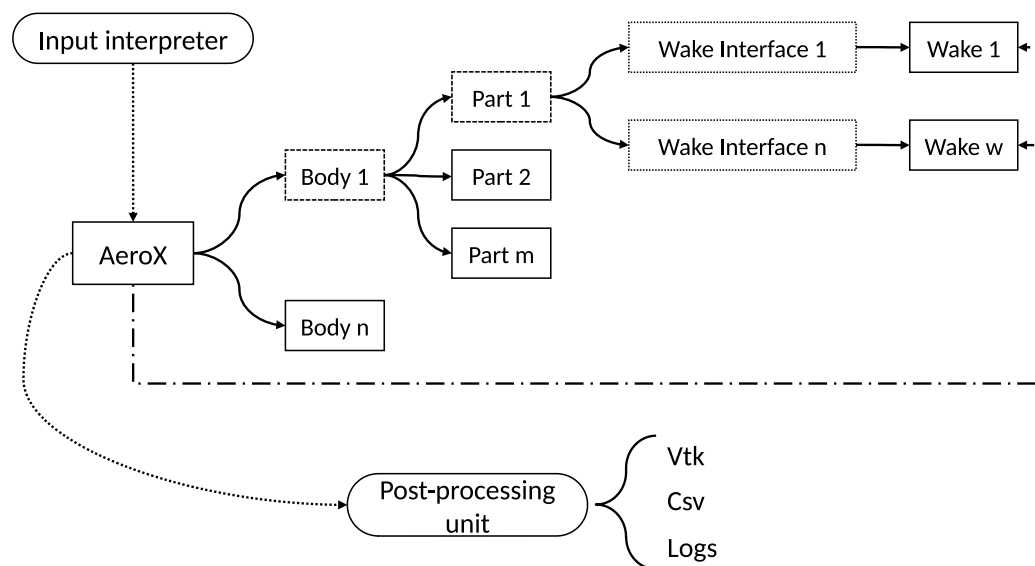 Input interpreter
Wake Interface 1
Wake 1
Part 1
Wake Interface n
Wake w
Body 1
Part 2
AeroX
Part m
Body n
Post-processing
unit
Vtk
Csv
Logs